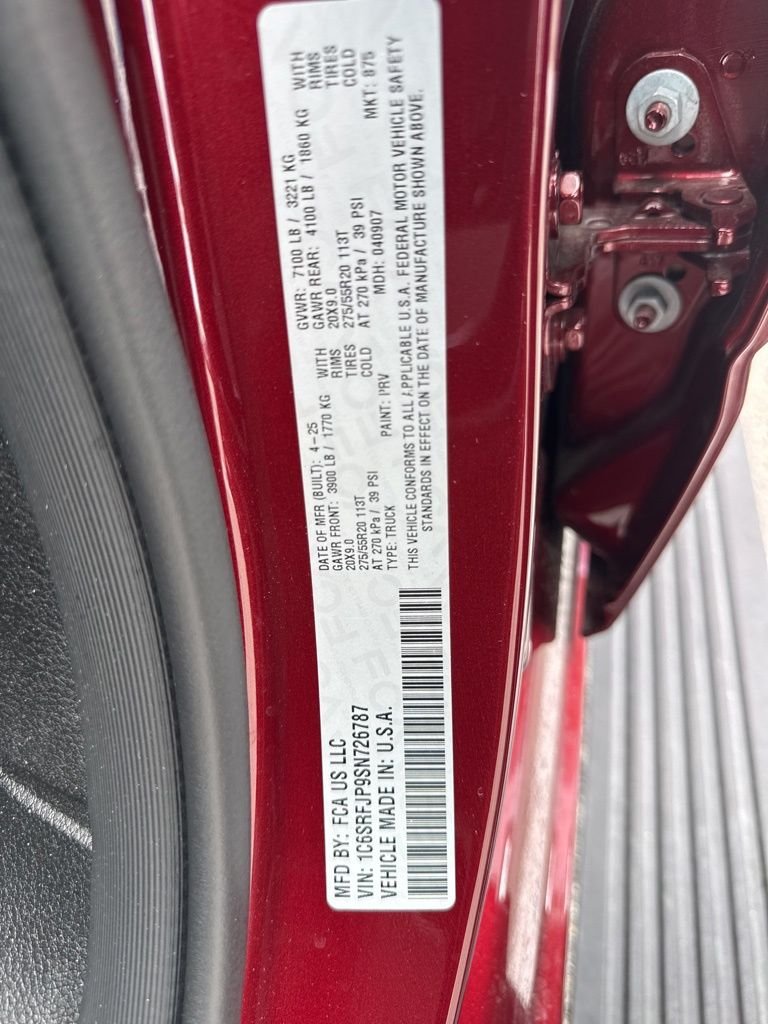 MFD BY: FCA US LLC
VIN: 1C6SRFJP9SN726787
VEHICLE MADE IN: U.S.A.
DATE OF MFR (BUILT): 4-25
GAWR FRONT: 3900 LB / 1770 KG WITH
20X9.0 RIMS
275/55R20 113T TIRES
AT 270 kPa / 39 PSI COLD
TYPE: TRUCK PAINT: PRV
GVWR: 7100 LB / 3221 KG
GAWR REAR: 4100 LB / 1860 KG WITH
20X9.0 RIMS
275/55R20 113T TIRES
AT 270 kPa / 39 PSI COLD
MDH: 040907 MKT: 875
THIS VEHICLE CONFORMS TO ALL APPLICABLE U.S.A. FEDERAL MOTOR VEHICLE SAFETY
STANDARDS IN EFFECT ON THE DATE OF MANUFACTURE SHOWN ABOVE.